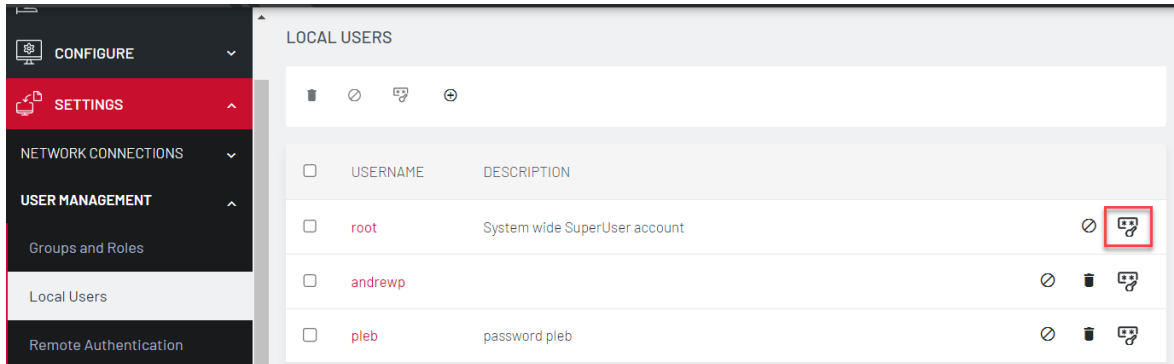 CONFIGURE
SETTINGS
NETWORK CONNECTIONS
USER MANAGEMENT
Groups and Roles
Local Users
Remote Authentication
LOCAL USERS
USERNAME DESCRIPTION
root System wide SuperUser account
andrewp
pleb password pleb